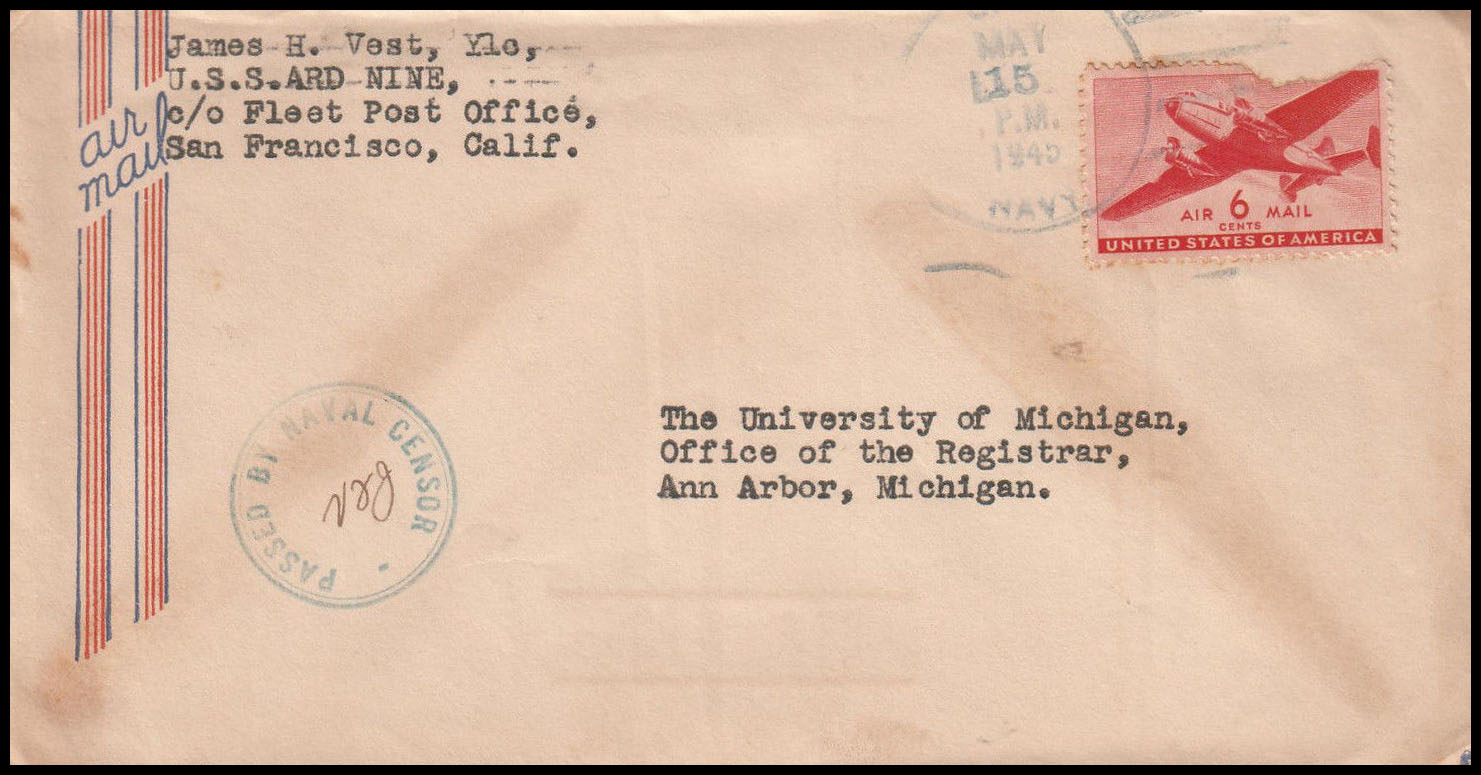 James H. Vest, Ylc,
U.S.S.ARD NINE,
c/o Fleet Post Office,
San Francisco, Calif.
air
mail
MAY
15
P.M.
NAVY
AIR 6 MAIL
CENTS
UNITED STATES OF AMERICA
PASSED BY NAVAL CENSOR
The University of Michigan,
Office of the Registrar,
Ann Arbor, Michigan.